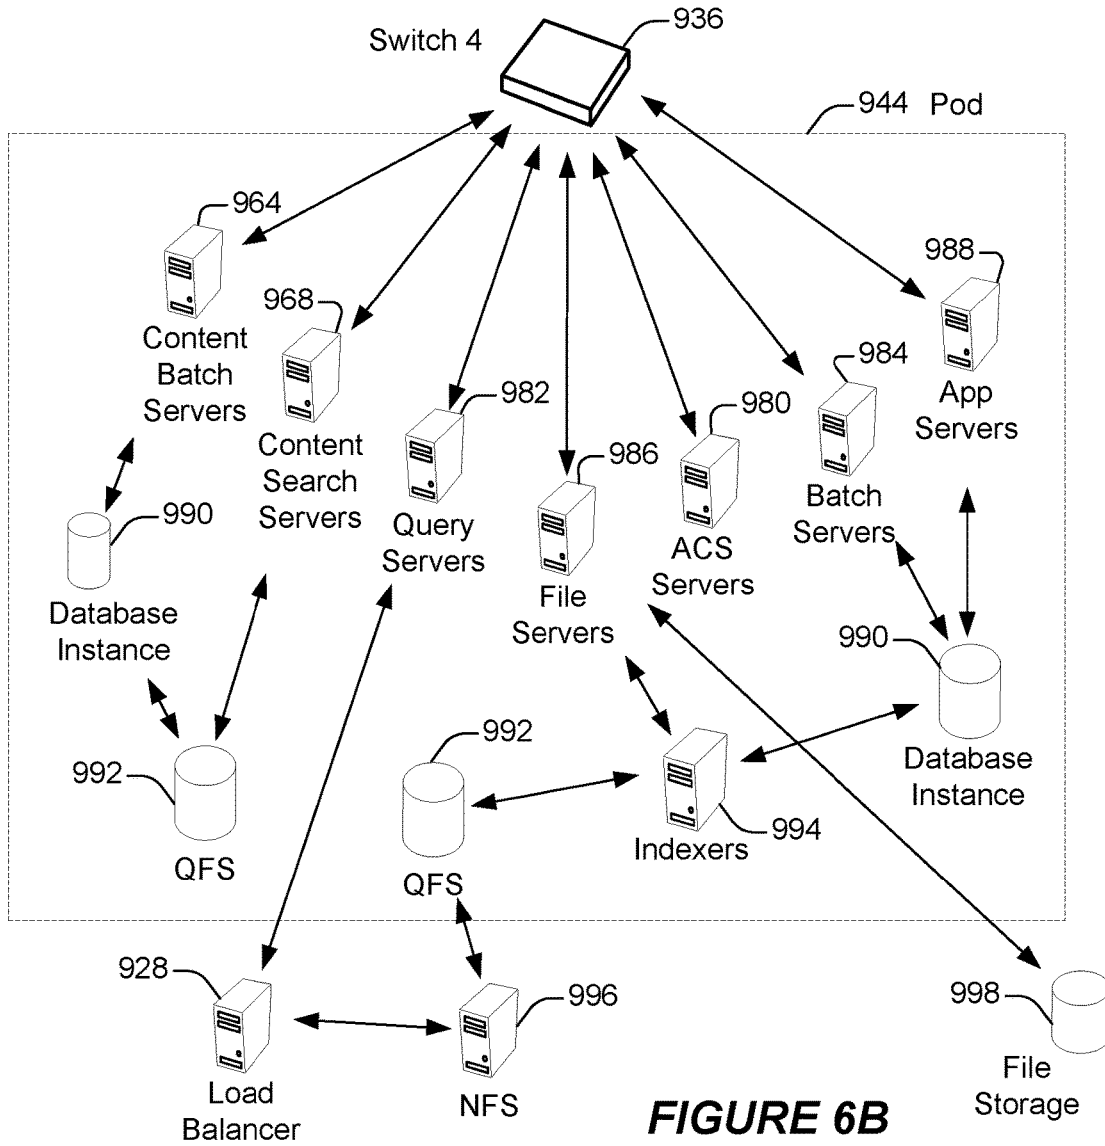 936
Switch 4
944 Pod
964
988
968
Content
Batch
Servers
984
982
980
App
Servers
Content
Search
Servers
986
990
Query
Servers
Batch
Servers
ACS
Servers
File
Servers
Database
Instance
990
992
992
Database
Instance
994
Indexers
QFS
QFS
928
996
998
Load
Balancer
NFS
File
Storage
FIGURE 6B